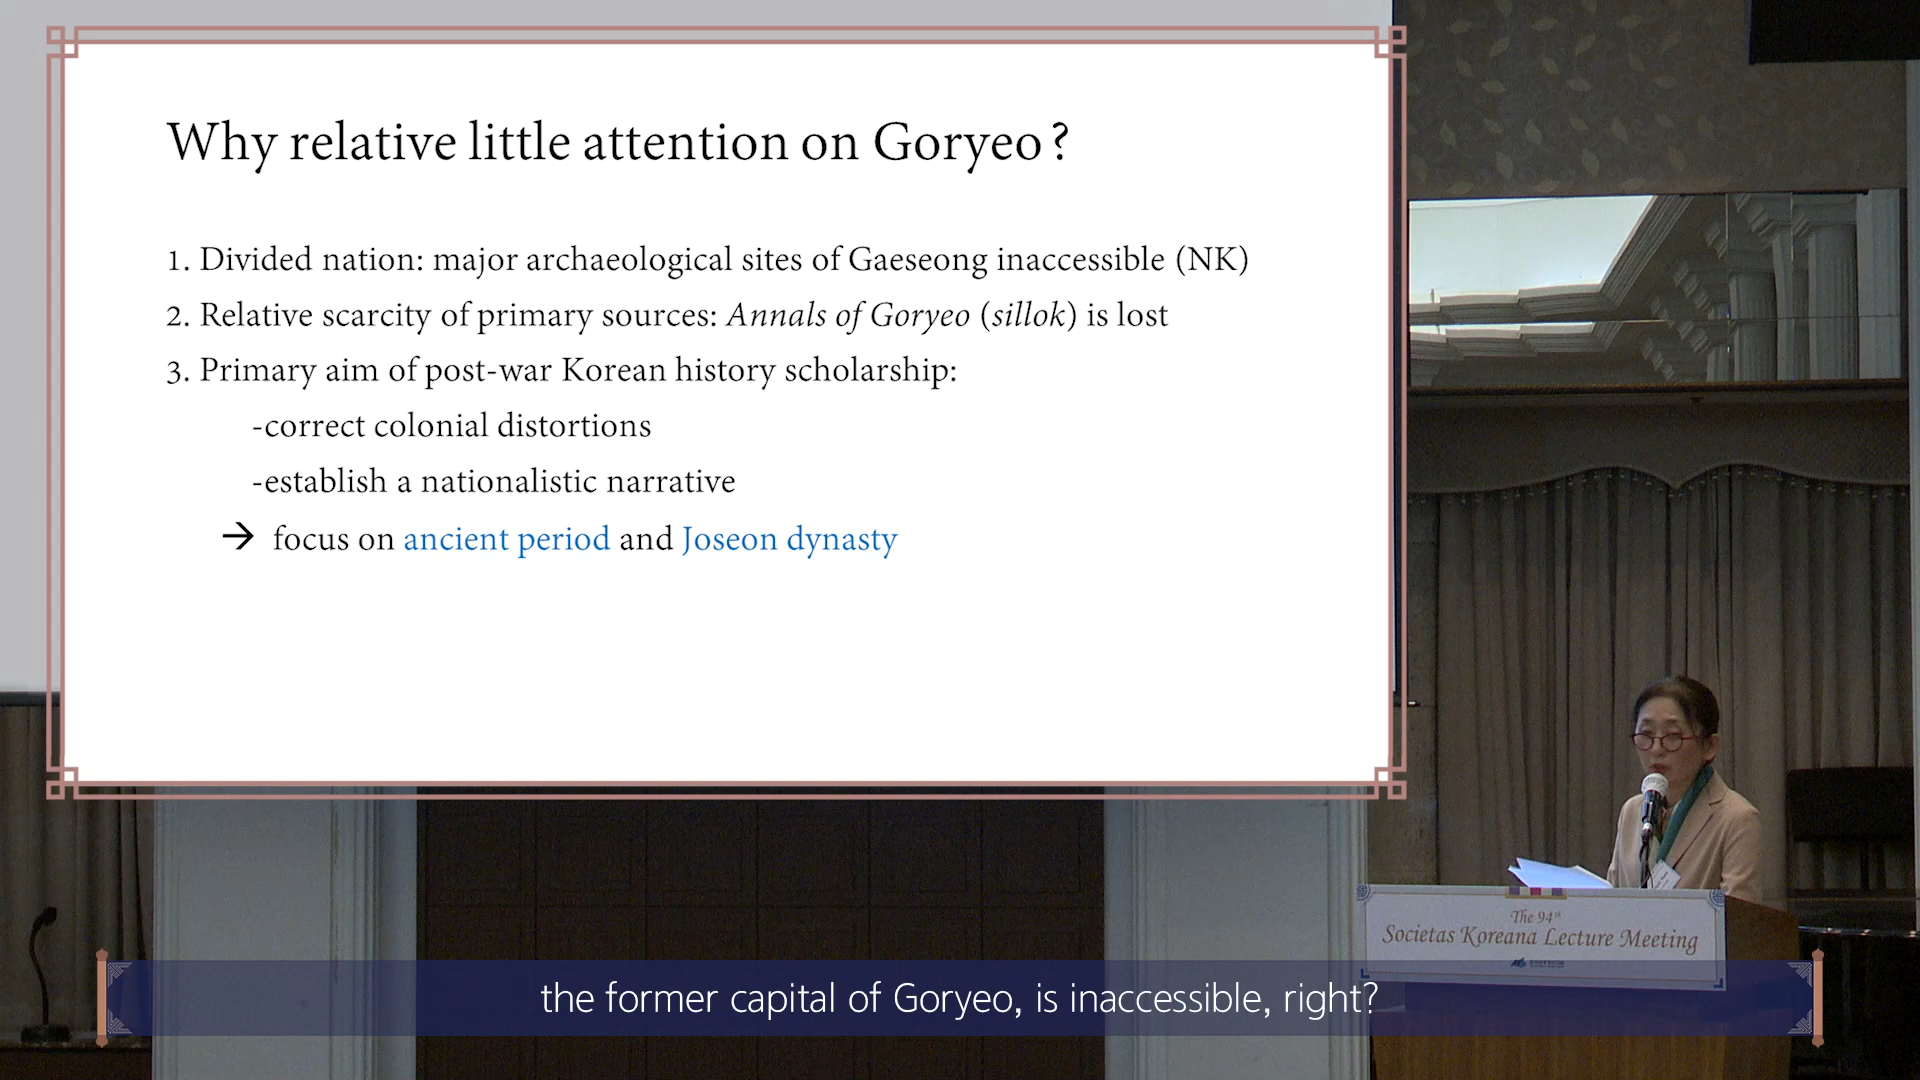 Why relative little attention on Goryeo?
1. Divided nation: major archaeological sites of Gaeseong inaccessible (NK)
2. Relative scarcity of primary sources: Annals of Goryeo (sillok) is lost
3. Primary aim of post-war Korean history scholarship:
-correct colonial distortions
-establish a nationalistic narrative
→ focus on ancient period and Joseon dynasty
The 94th
Societas Koreana Lecture Meeting
the former capital of Goryeo, is inaccessible, right?